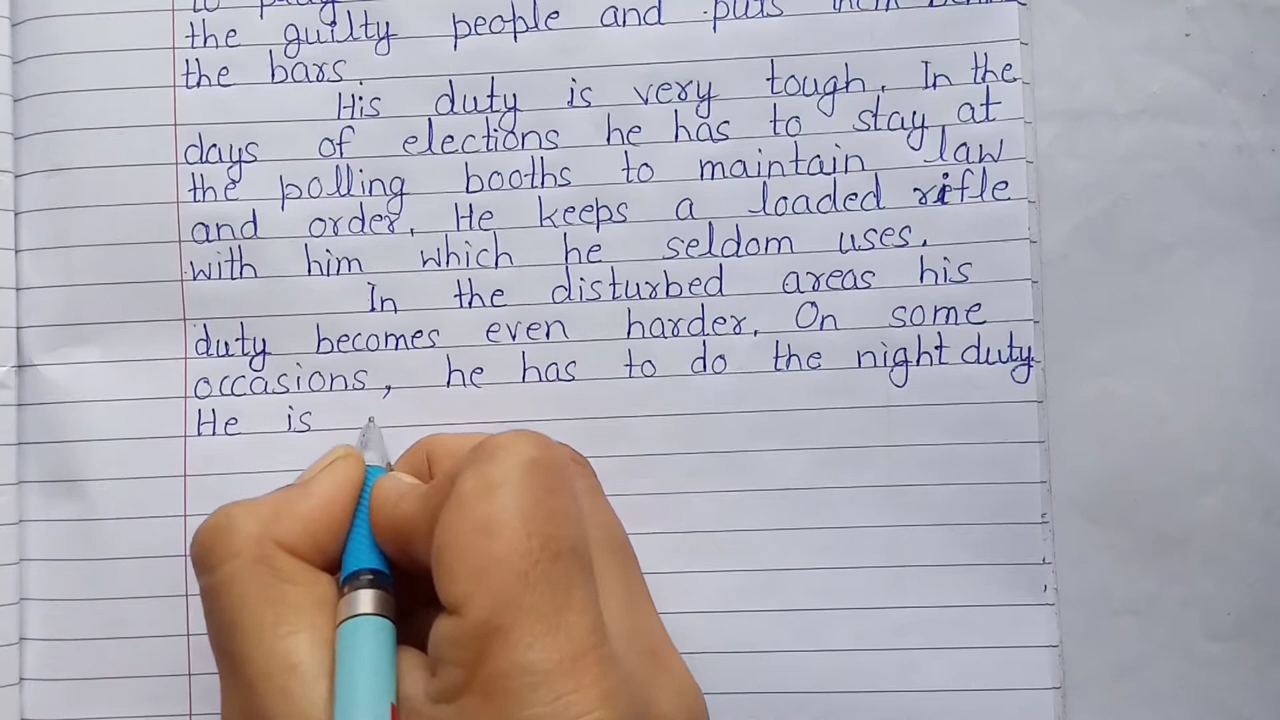 the guilty people and puts them behind
the bars.
His duty is very tough. In the
days of elections he has to stay at
the polling booths to maintain law
and order. He keeps a loaded rifle
with him which he seldom uses.
In the disturbed areas his
duty becomes even harder. On some
occasions, he has to do the night duty
He is